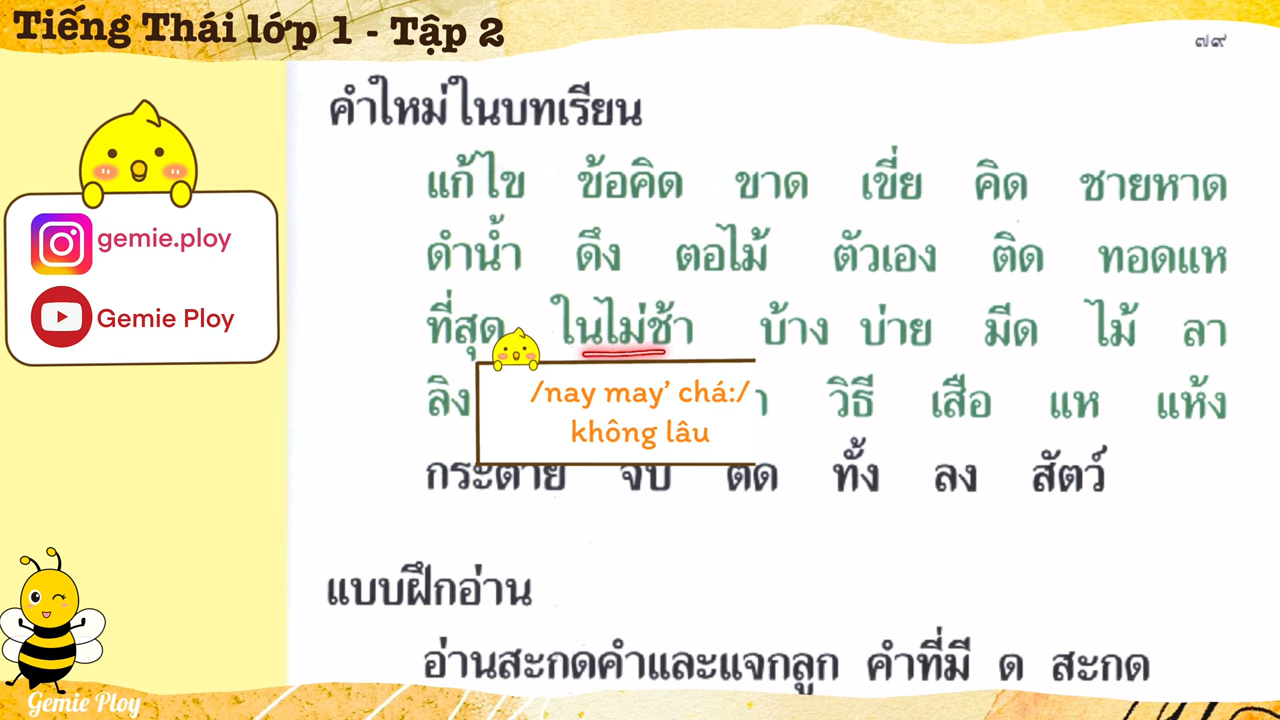 Tiếng Thái lớp 1 - Tập 2
๗๙
คำใหม่ในบทเรียน
แก้ไข ข้อคิด ขาด เขี่ย คิด ชายหาด
ดำน้ำ ดึง ตอไม้ ตัวเอง ติด ทอดแห
ที่สุด ในไม่ช้า บ้าง บ่าย มีด ไม้ ลา
ลิง วิธี เสือ แห แห้ง
/nay may’ chá:/
không lâu
กระต่าย จับ ตัด ทั้ง ลง สัตว์
แบบฝึกอ่าน
อ่านสะกดคำและแจกลูก คำที่มี ด สะกด
gemie.ploy
Gemie Ploy
Gemie Ploy